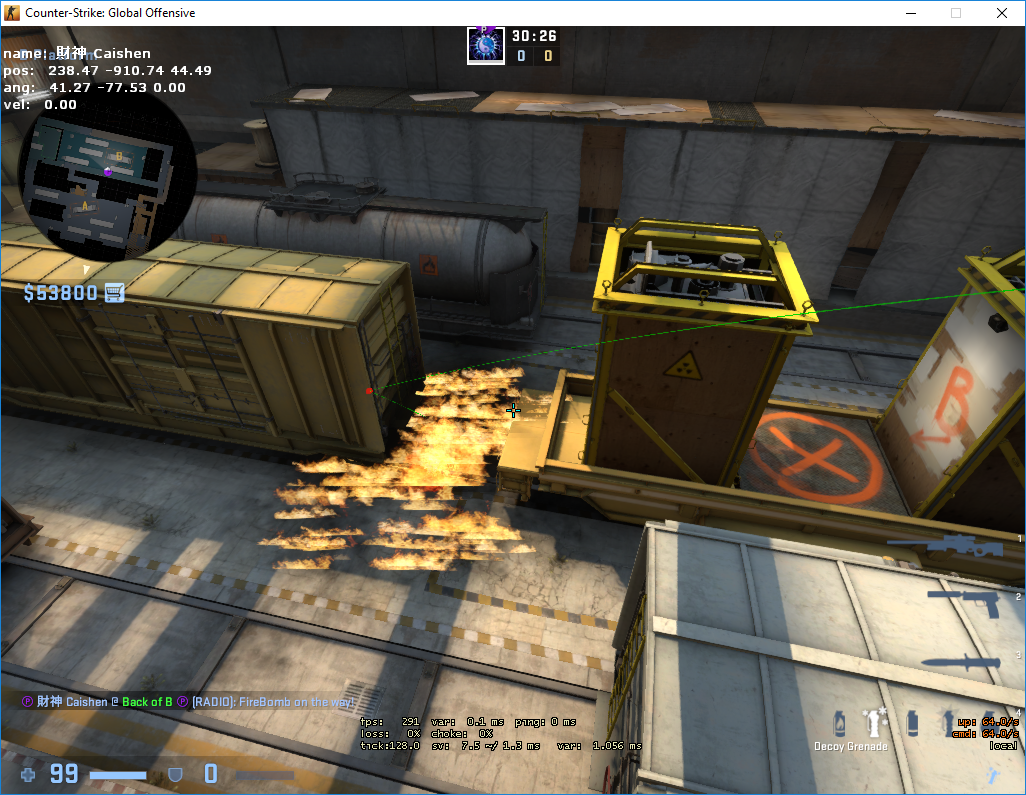 Counter-Strike: Global Offensive
30:26
0 0
name: 財神 Caishen
pos: 238.47 -910.74 44.49
ang: 41.27 -77.53 0.00
vel: 0.00
B
A
$53800
B
1
2
3
4
Ⓟ 財神 Caishen @ Back of B Ⓟ [RADIO]: FireBomb on the way!
fps: 291 var: 0.1 ms pang: 0 ms
loss: 0% choke: 0%
tick:128.0 sv: 7.5 ~/ 1.3 ms var: 1.056 ms
up: 64.0/s
cmd: 64.0/s
local
Decoy Grenade
99 0